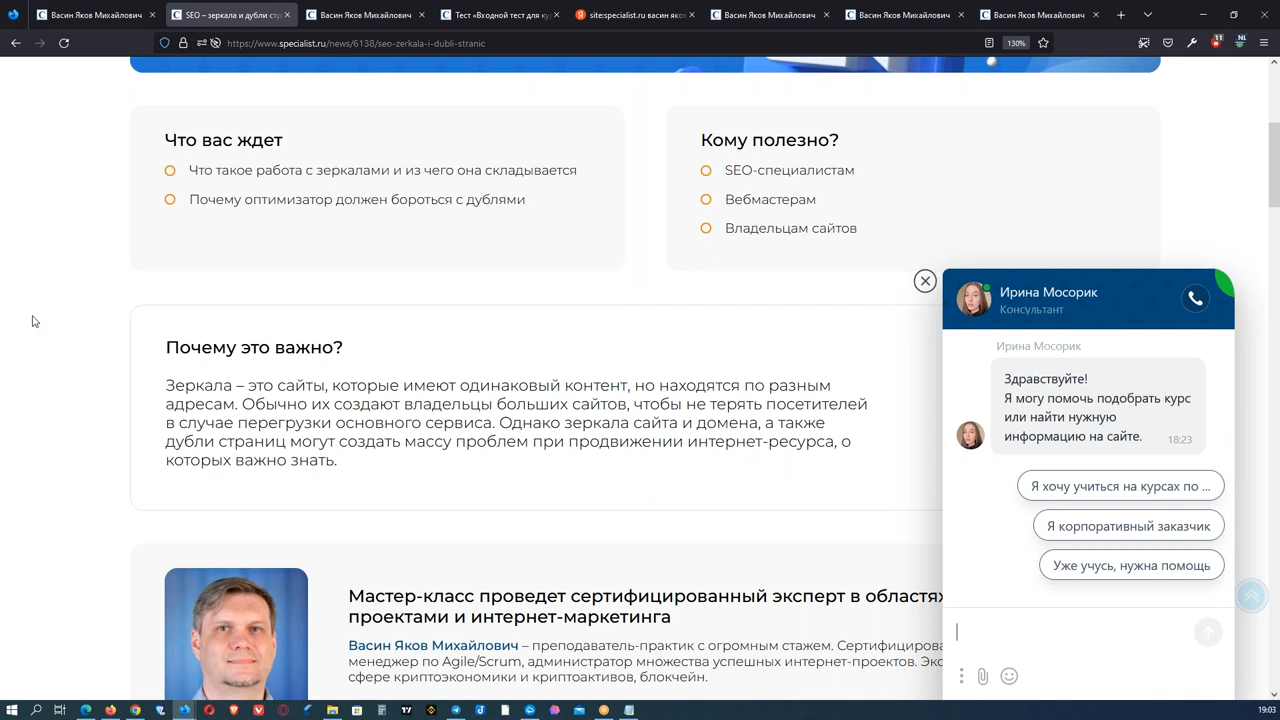 Васин Яков Михайлович
SEO – зеркала и дубли стр
Васин Яков Михайлович
Тест «Входной тест для ку
site:specialist.ru васин яков
Васин Яков Михайлович
Васин Яков Михайлович
Васин Яков Михайлович
https://www.specialist.ru/news/6138/seo-zerkala-i-dubli-stranic
130%
11
NL
Что вас ждет
Что такое работа с зеркалами и из чего она складывается
Почему оптимизатор должен бороться с дублями
Кому полезно?
SEO-специалистам
Вебмастерам
Владельцам сайтов
Почему это важно?
Зеркала – это сайты, которые имеют одинаковый контент, но находятся по разным
адресам. Обычно их создают владельцы больших сайтов, чтобы не терять посетителей
в случае перегрузки основного сервиса. Однако зеркала сайта и домена, а также
дубли страниц могут создать массу проблем при продвижении интернет-ресурса, о
которых важно знать.
Мастер-класс проведет сертифицированный эксперт в областях
проектами и интернет-маркетинга
Васин Яков Михайлович – преподаватель-практик с огромным стажем. Сертифицирова
менеджер по Agile/Scrum, администратор множества успешных интернет-проектов. Экс
сфере криптоэкономики и криптоактивов, блокчейн.
Ирина Мосорик
Консультант
Ирина Мосорик
Здравствуйте!
Я могу помочь подобрать курс
или найти нужную
информацию на сайте.
18:23
Я хочу учиться на курсах по ...
Я корпоративный заказчик
Уже учусь, нужна помощь
19:03